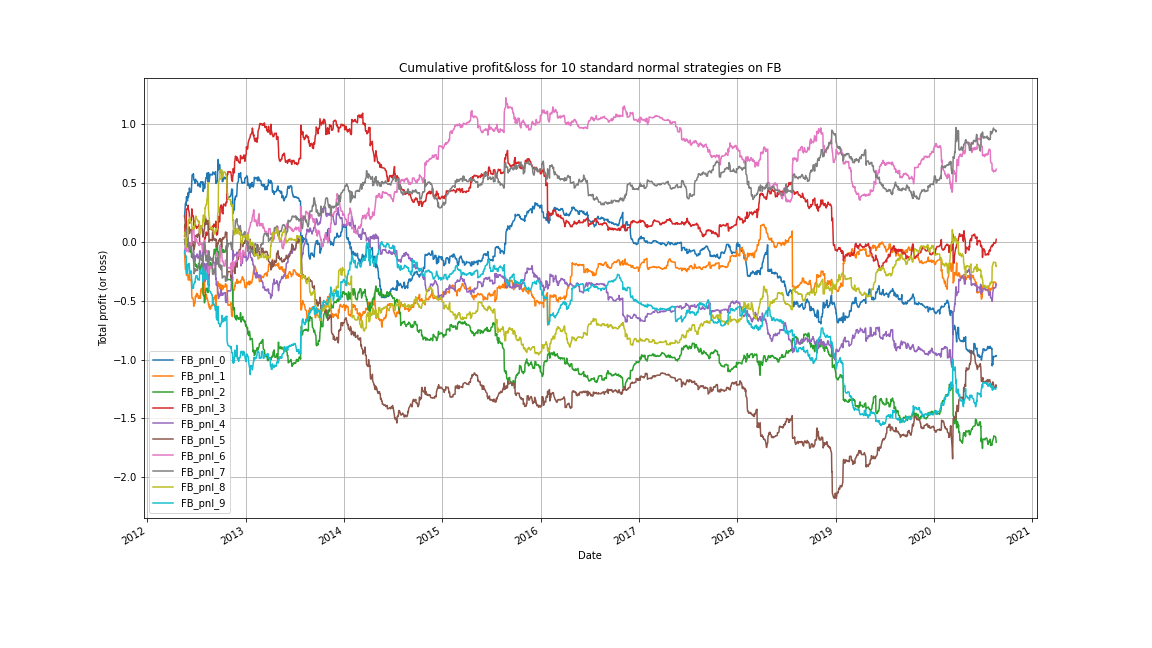 Cumulative profit&loss for 10 standard normal strategies on FB
Total profit (or loss)
1.0
0.5
0.0
−0.5
−1.0
−1.5
−2.0
FB_pnl_0
FB_pnl_1
FB_pnl_2
FB_pnl_3
FB_pnl_4
FB_pnl_5
FB_pnl_6
FB_pnl_7
FB_pnl_8
FB_pnl_9
2012 2013 2014 2015 2016 2017 2018 2019 2020 2021
Date